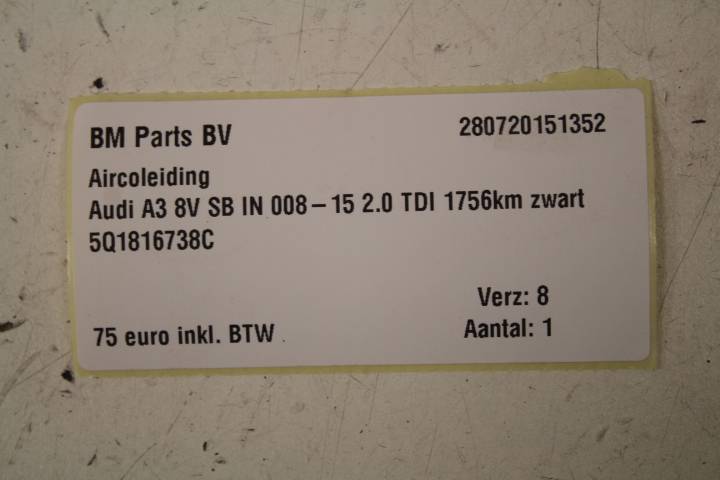 BM Parts BV 280720151352
Aircoleiding
Audi A3 8V SB IN 008-15 2.0 TDI 1756km zwart
5Q1816738C
Verz: 8
75 euro inkl. BTW Aantal: 1